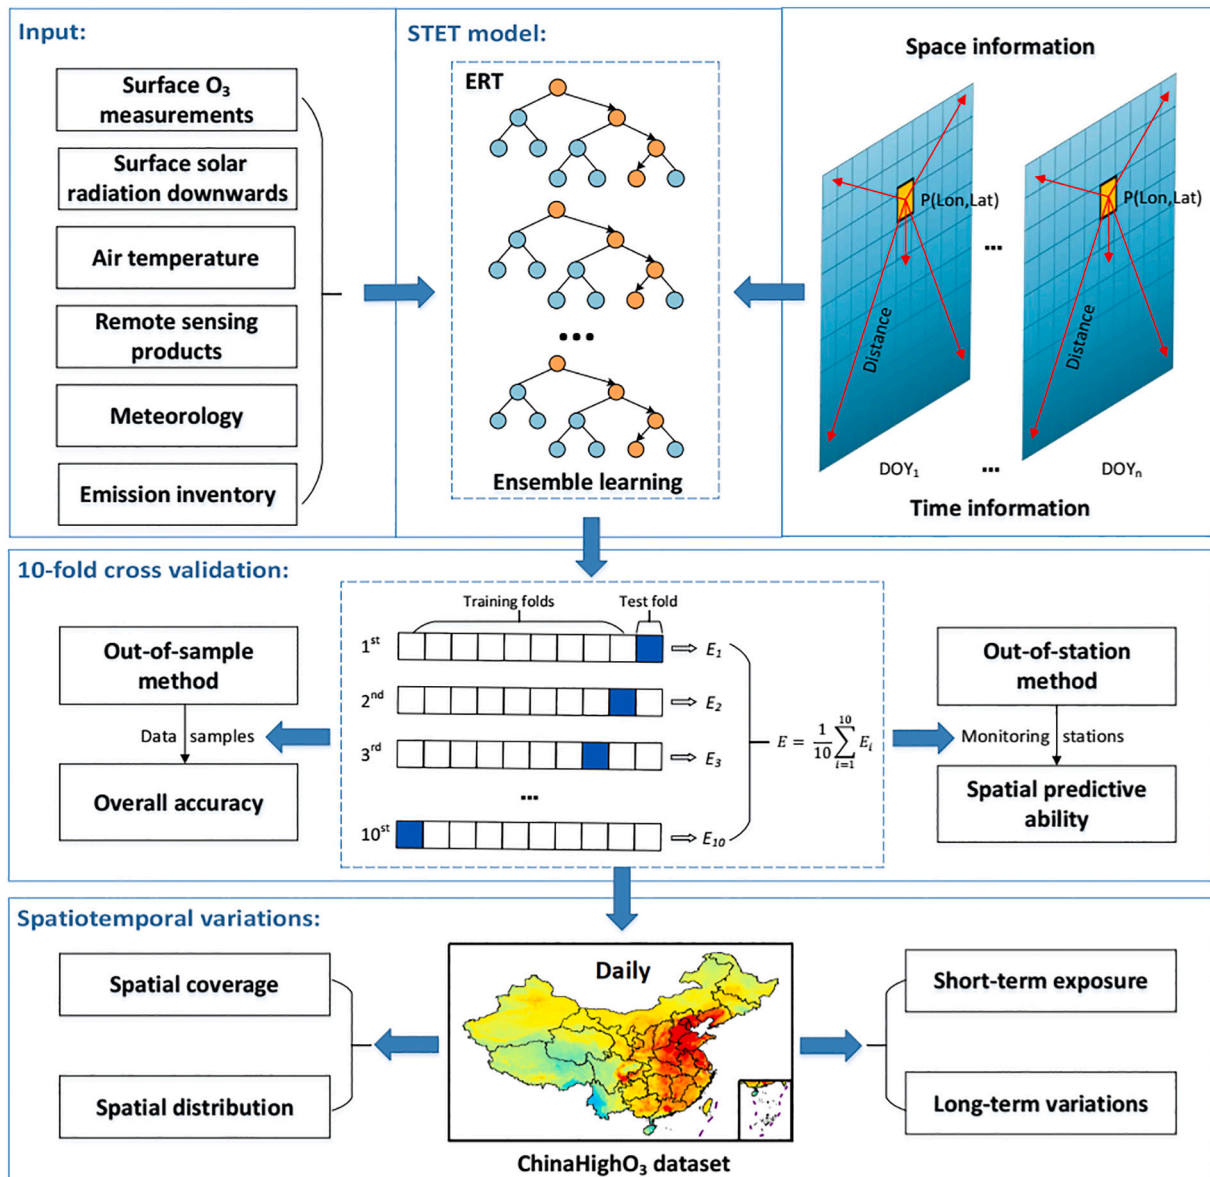 Input:
Surface O₃
measurements
Surface solar
radiation downwards
Air temperature
Remote sensing
products
Meteorology
Emission inventory
STET model:
ERT
...
Ensemble learning
Space information
P(Lon,Lat)
Distance
...
P(Lon,Lat)
Distance
DOY₁
...
DOYₙ
Time information
10-fold cross validation:
Out-of-sample
method
Data samples
Overall accuracy
Training folds
Test fold
1st
E₁
2nd
E₂
3rd
E₃
...
10st
E₁₀
E = 1/10 ∑ᵢ₌₁¹⁰ Eᵢ
Out-of-station
method
Monitoring stations
Spatial predictive
ability
Spatiotemporal variations:
Spatial coverage
Spatial distribution
Daily
ChinaHighO₃ dataset
Short-term exposure
Long-term variations